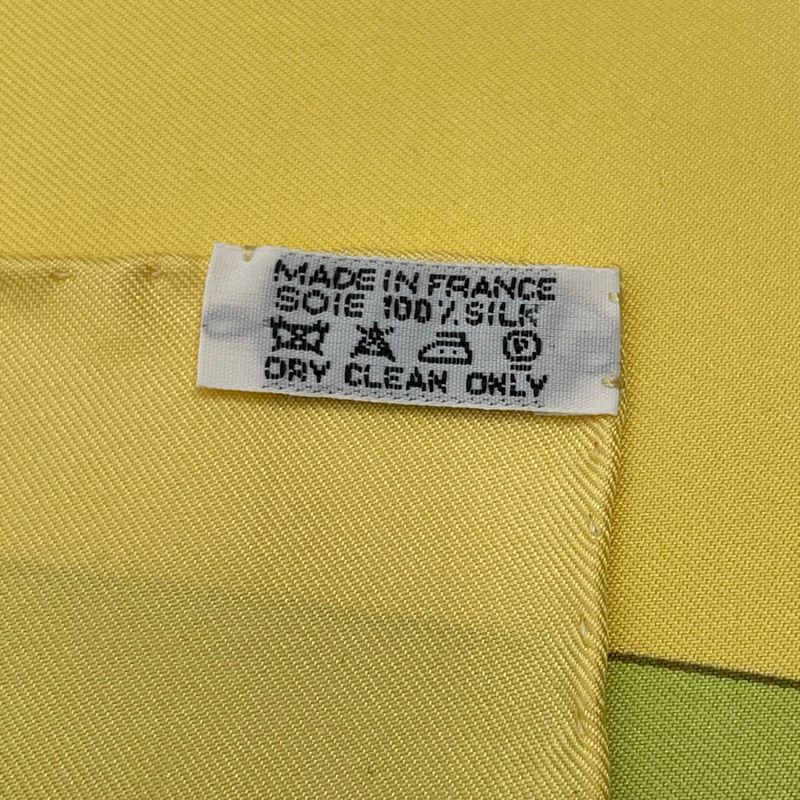 MADE IN FRANCE
SOIE 100% SILK
P
DRY CLEAN ONLY